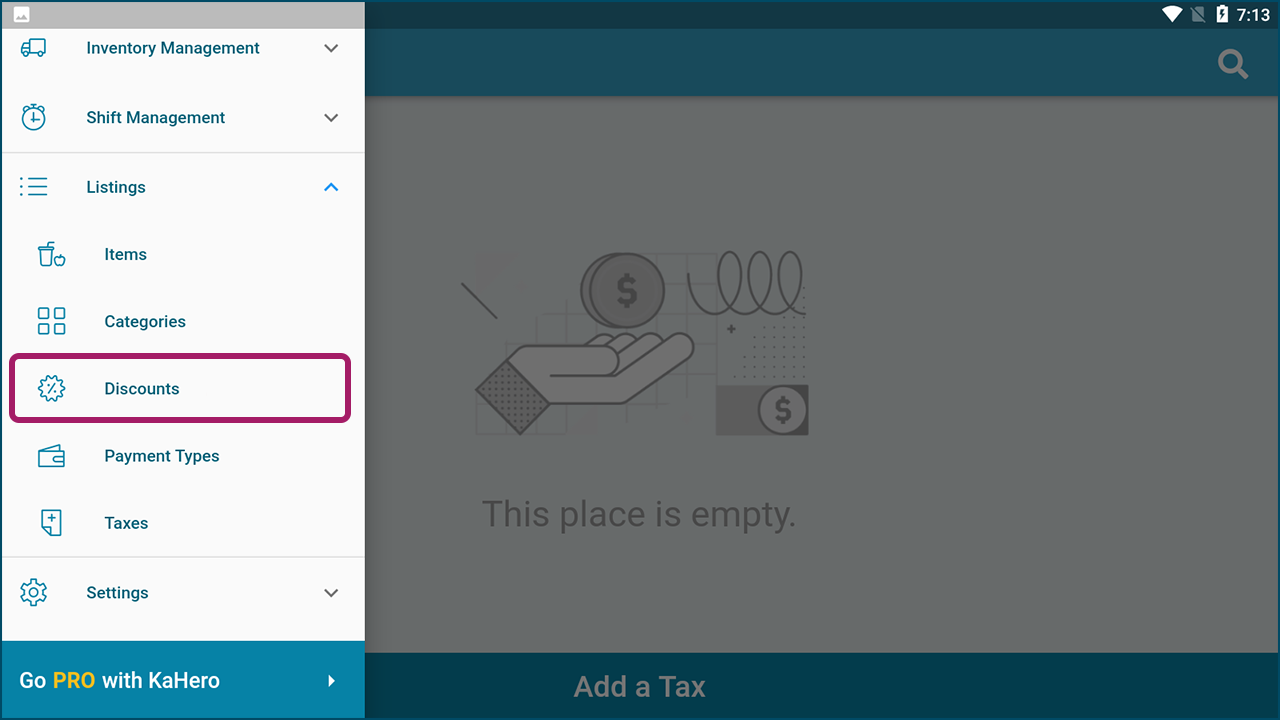 7:13
Inventory Management
Shift Management
Listings
Items
Categories
Discounts
Payment Types
Taxes
Settings
Go PRO with KaHero
$
$
This place is empty.
Add a Tax